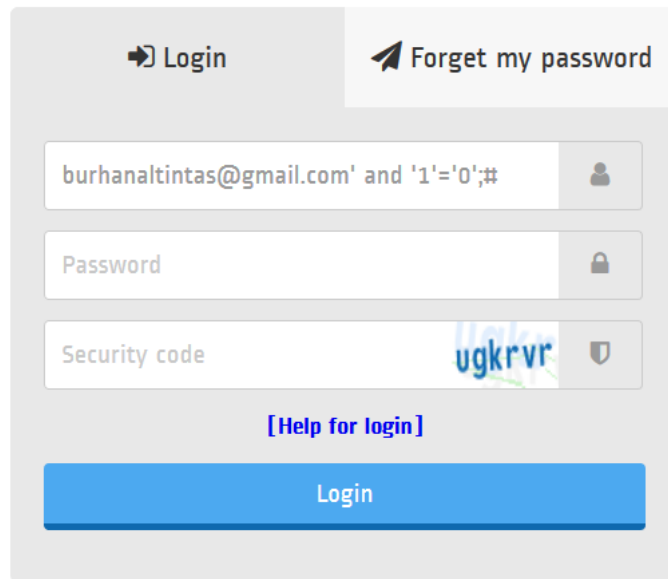 Login
Forget my password
burhanaltintas@gmail.com' and '1'='0';#
Password
Security code
ugkrvr
[Help for login]
Login